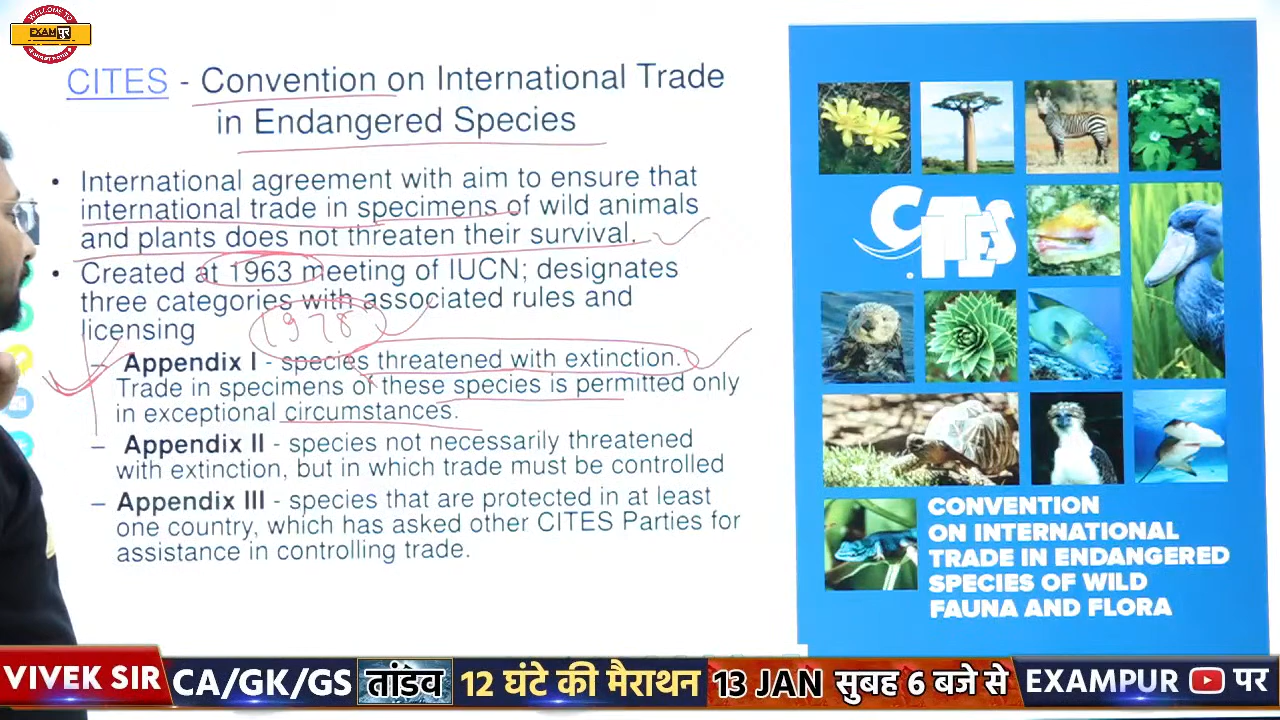 WELCOME TO
EXAM पुर
CITES - Convention on International Trade
in Endangered Species
• International agreement with aim to ensure that
international trade in specimens of wild animals
and plants does not threaten their survival.
• Created at 1963 meeting of IUCN; designates
three categories with associated rules and
licensing
1978
– Appendix I - species threatened with extinction.
Trade in specimens of these species is permitted only
in exceptional circumstances.
– Appendix II - species not necessarily threatened
with extinction, but in which trade must be controlled
– Appendix III - species that are protected in at least
one country, which has asked other CITES Parties for
assistance in controlling trade.
CITES
CONVENTION
ON INTERNATIONAL
TRADE IN ENDANGERED
SPECIES OF WILD
FAUNA AND FLORA
VIVEK SIR CA/GK/GS तांडव 12 घंटे की मैराथन 13 JAN सुबह 6 बजे से EXAMPUR पर